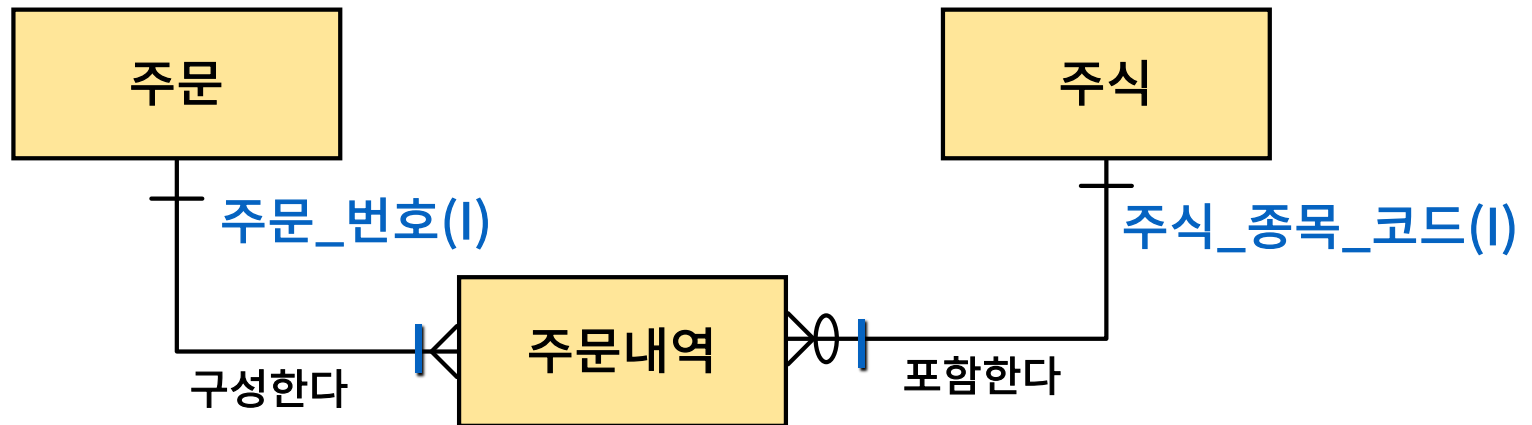 주문
주식
주문_번호(I)
주식_종목_코드(I)
주문내역
구성한다
포함한다